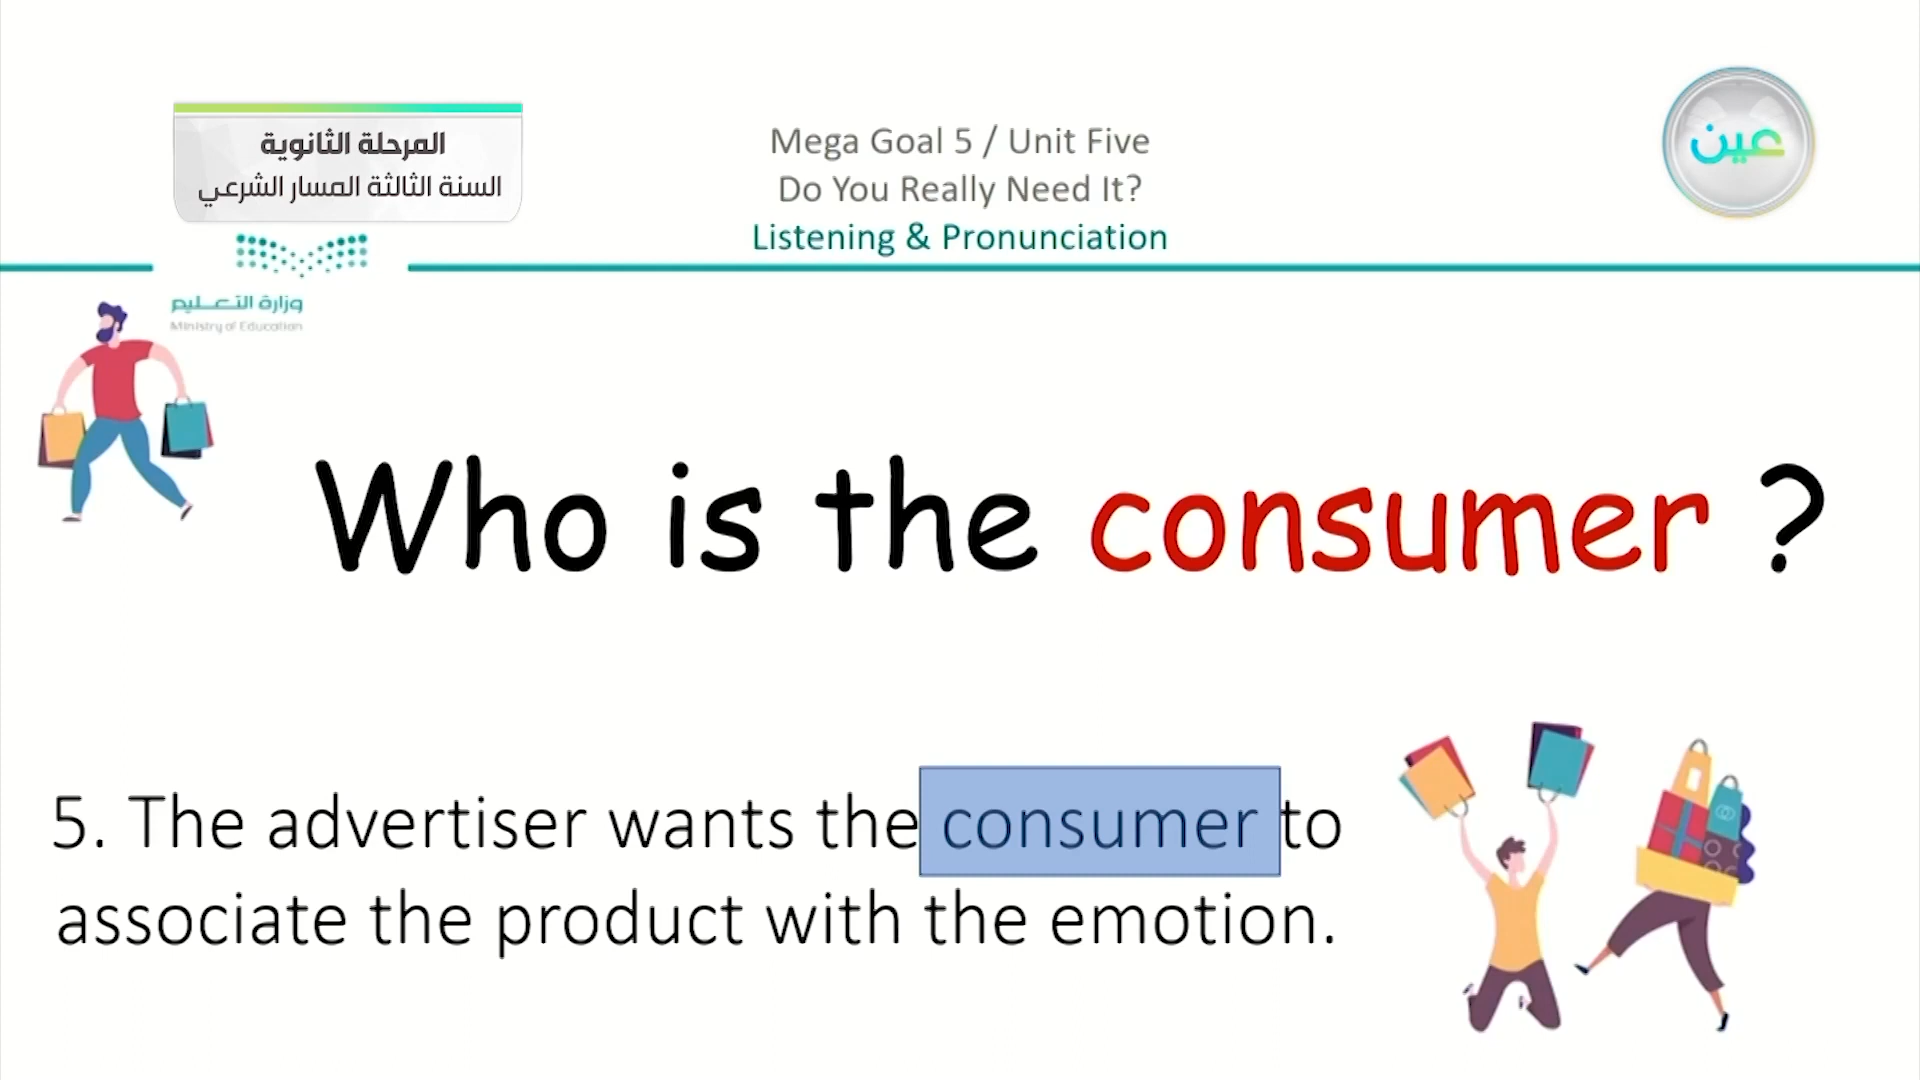 المرحلة الثانوية
السنة الثالثة المسار الشرعي
Mega Goal 5 / Unit Five
Do You Really Need It?
Listening & Pronunciation
عين
وزارة التعليم
Ministry of Education
Who is the consumer ?
5. The advertiser wants the consumer to
associate the product with the emotion.